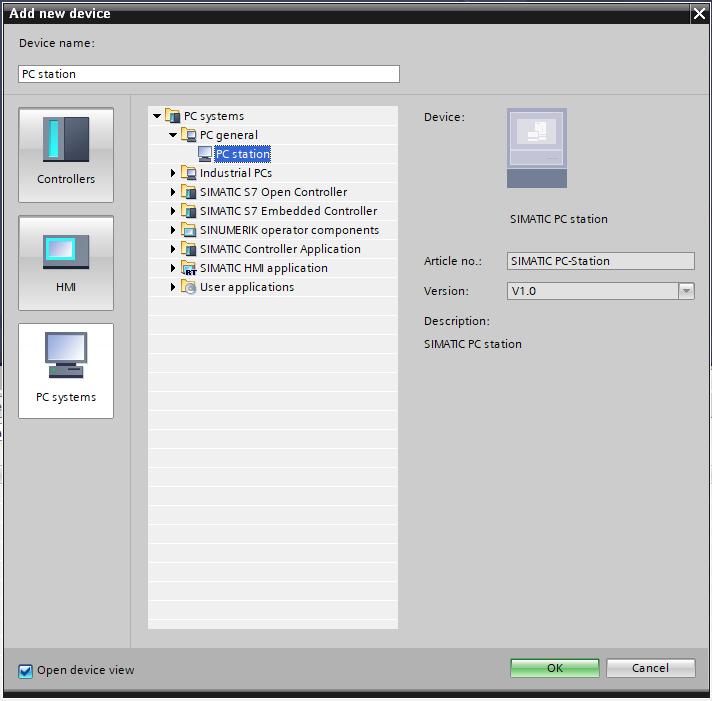 Add new device
Device name:
PC station
Controllers
HMI
PC systems
PC systems
PC general
PC station
Industrial PCs
SIMATIC S7 Open Controller
SIMATIC S7 Embedded Controller
SINUMERIK operator components
SIMATIC Controller Application
RT SIMATIC HMI application
User applications
Device:
SIMATIC PC station
Article no.: SIMATIC PC-Station
Version: V1.0
Description:
SIMATIC PC station
Open device view
OK Cancel